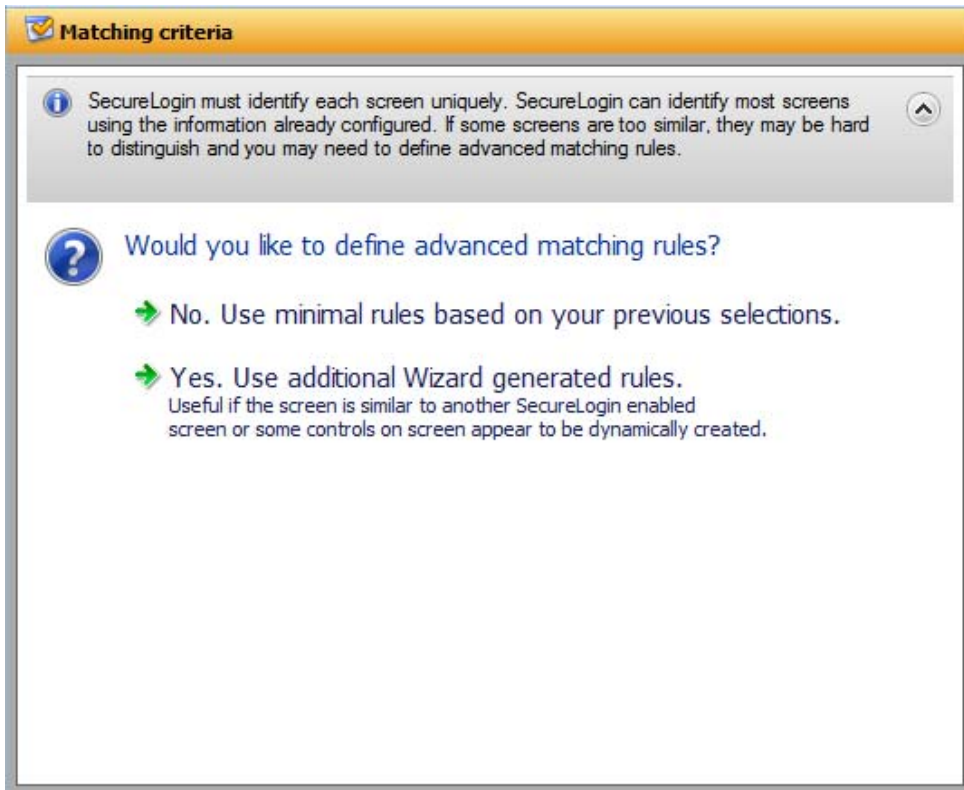 Matching criteria
SecureLogin must identify each screen uniquely. SecureLogin can identify most screens
using the information already configured. If some screens are too similar, they may be hard
to distinguish and you may need to define advanced matching rules.
Would you like to define advanced matching rules?
No. Use minimal rules based on your previous selections.
Yes. Use additional Wizard generated rules.
Useful if the screen is similar to another SecureLogin enabled
screen or some controls on screen appear to be dynamically created.